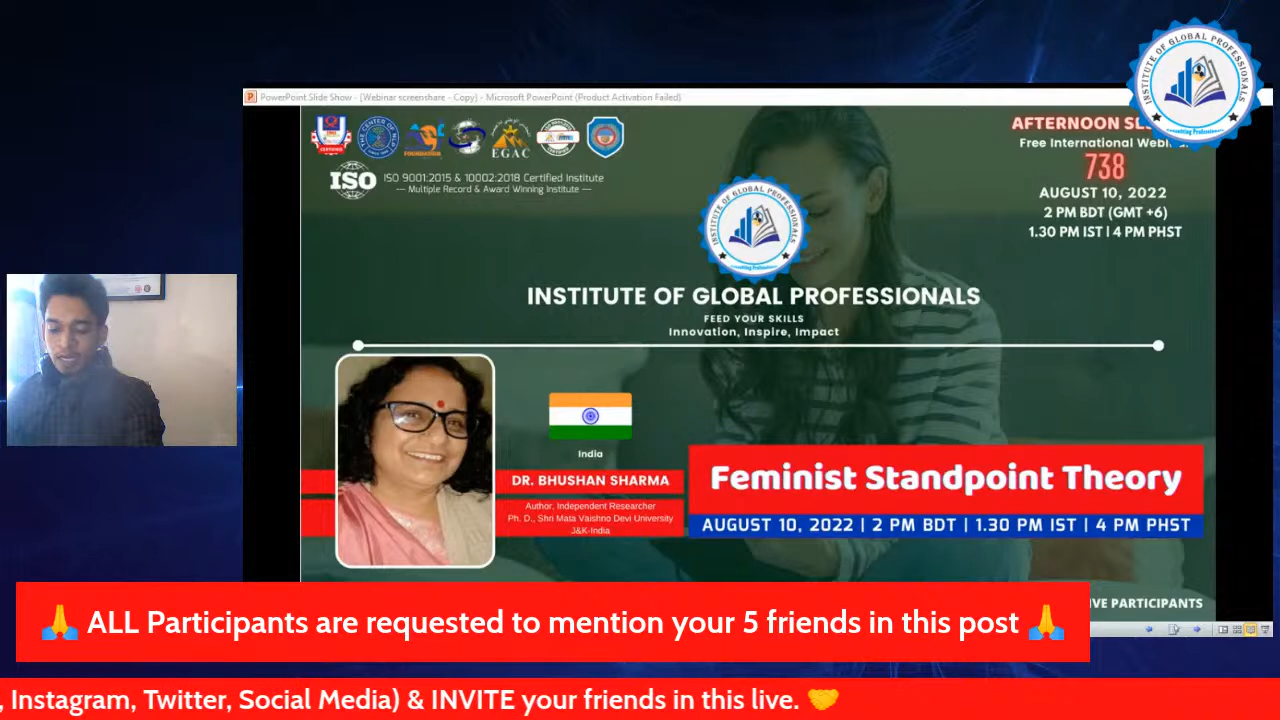 INSTITUTE OF GLOBAL PROFESSIONALS
PowerPoint Slide Show - [Webinar screenshare - Copy] - Microsoft PowerPoint (Product Activation Failed)
EGAC
ISO
ISO 9001:2015 & 10002:2018 Certified Institute
— Multiple Record & Award Winning Institute —
AFTERNOON
Free International
738
AUGUST 10, 2022
2 PM BDT (GMT +6)
1.30 PM IST | 4 PM PHST
INSTITUTE OF GLOBAL PROFESSIONALS
INSTITUTE OF GLOBAL PROFESSIONALS
FEED YOUR SKILLS
Innovation, Inspire, Impact
India
DR. BHUSHAN SHARMA
Author, Independent Researcher
Ph. D., Shri Mata Vaishno Devi University
J&K-India
Feminist Standpoint Theory
AUGUST 10, 2022 | 2 PM BDT | 1.30 PM IST | 4 PM PHST
PARTICIPANTS
🙏 ALL Participants are requested to mention your 5 friends in this post 🙏
, Instagram, Twitter, Social Media) & INVITE your friends in this live. 🤝